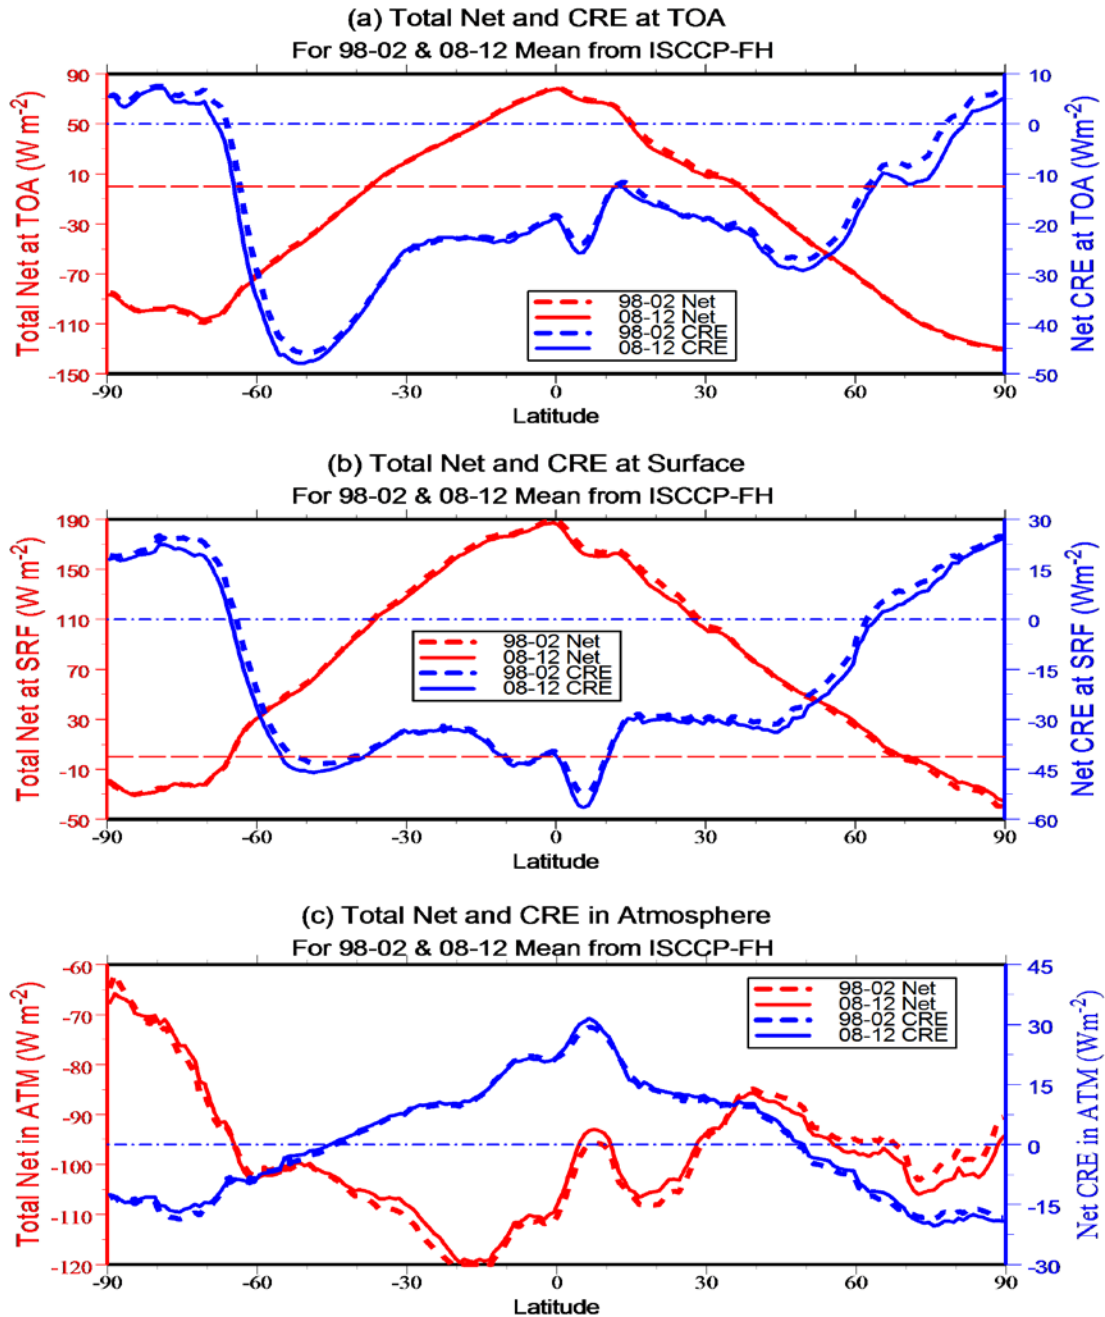 (a) Total Net and CRE at TOA
For 98-02 & 08-12 Mean from ISCCP-FH
Total Net at TOA (W m-2)
90
50
10
-30
-70
-110
-150
10
0
-10
-20
-30
-40
-50
Net CRE at TOA (Wm-2)
98-02 Net
08-12 Net
98-02 CRE
08-12 CRE
-90 -60 -30 0 30 60 90
Latitude
(b) Total Net and CRE at Surface
For 98-02 & 08-12 Mean from ISCCP-FH
Total Net at SRF (W m-2)
190
150
110
70
30
-10
-50
30
15
0
-15
-30
-45
-60
Net CRE at SRF (Wm-2)
98-02 Net
08-12 Net
98-02 CRE
08-12 CRE
-90 -60 -30 0 30 60 90
Latitude
(c) Total Net and CRE in Atmosphere
For 98-02 & 08-12 Mean from ISCCP-FH
Total Net in ATM (W m-2)
-60
-70
-80
-90
-100
-110
-120
45
30
15
0
-15
-30
Net CRE in ATM (Wm-2)
98-02 Net
08-12 Net
98-02 CRE
08-12 CRE
-90 -60 -30 0 30 60 90
Latitude